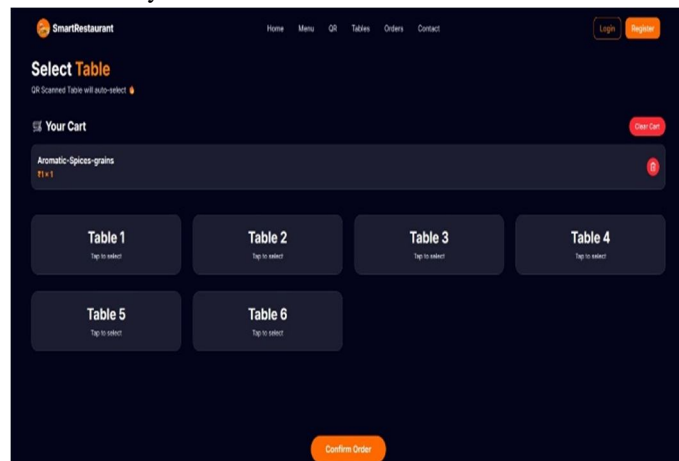 SmartRestaurant Home Menu QR Tables Orders Contact Login Register
Select Table
QR Scanned Table will auto-select 🔥
🛒 Your Cart Clear Cart
Aromatic-Spices-grains
₹1 × 1
Table 1 Table 2 Table 3 Table 4
Tap to select Tap to select Tap to select Tap to select
Table 5 Table 6
Tap to select Tap to select
Confirm Order